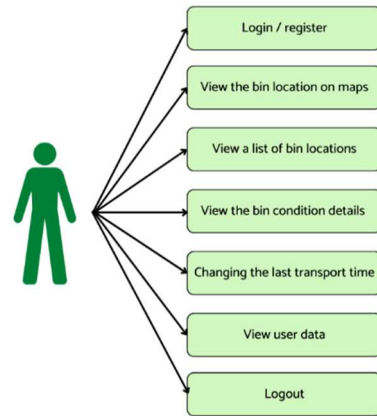 Login / register
View the bin location on maps
View a list of bin locations
View the bin condition details
Changing the last transport time
View user data
Logout